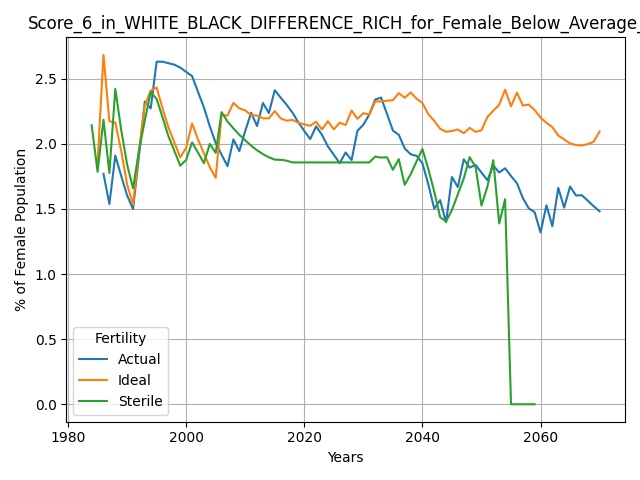 Score_6_in_WHITE_BLACK_DIFFERENCE_RICH_for_Female_Below_Average_
% of Female Population
2.5
2.0
1.5
1.0
0.5
0.0
Fertility
Actual
Ideal
Sterile
1980
2000
2020
2040
2060
Years